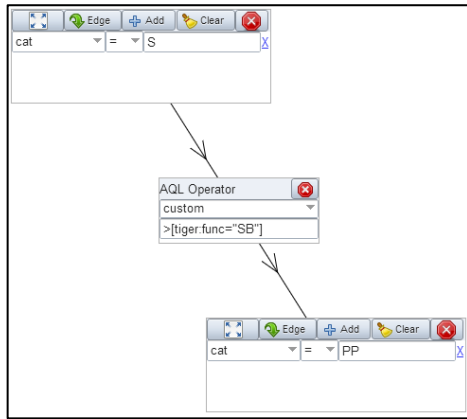 Edge Add Clear
cat = S X
AQL Operator
custom
>[tiger:func="SB"]
Edge Add Clear
cat = PP X